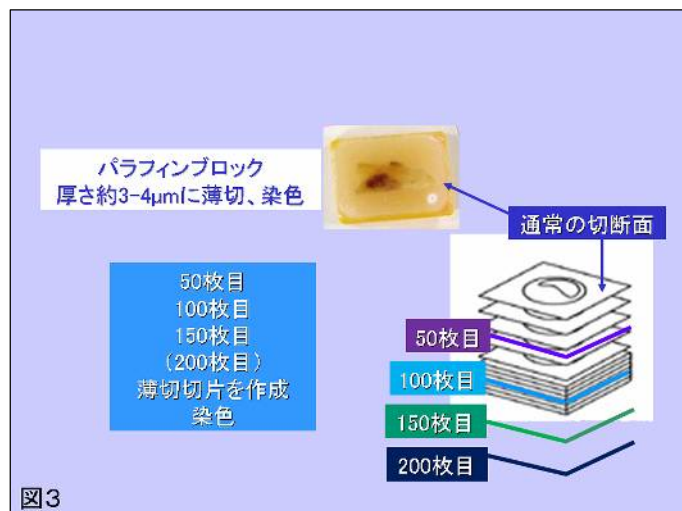 パラフィンブロック
厚さ約3-4μmに薄切、染色
通常の切断面
50枚目
100枚目
150枚目
（200枚目）
薄切切片を作成
染色
50枚目
100枚目
150枚目
200枚目
図３